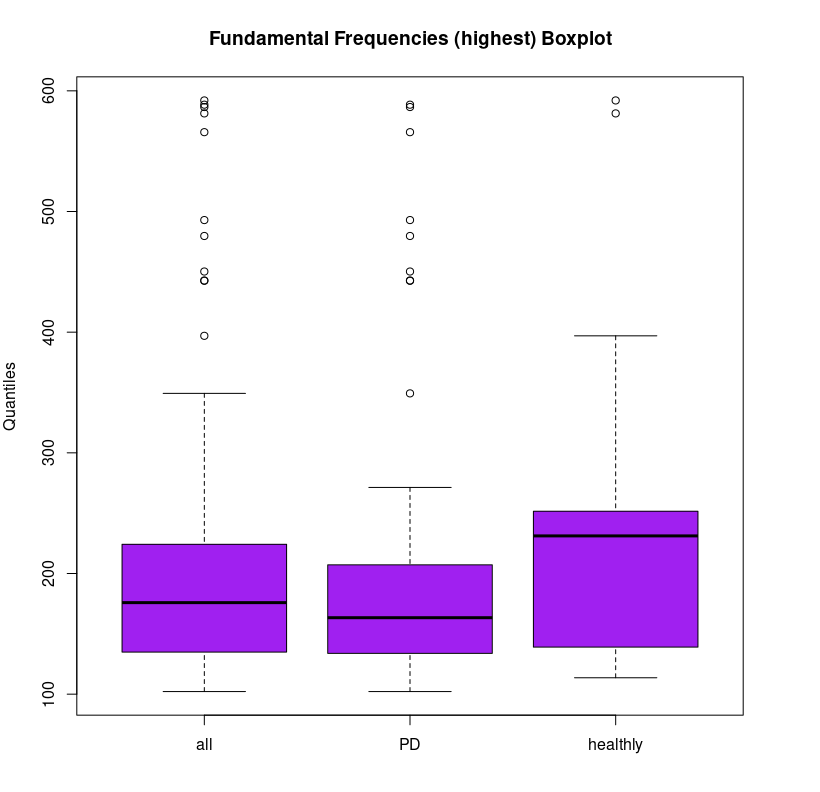 Fundamental Frequencies (highest) Boxplot
600
500
400
300
200
100
Quantiles
all
PD
healthly